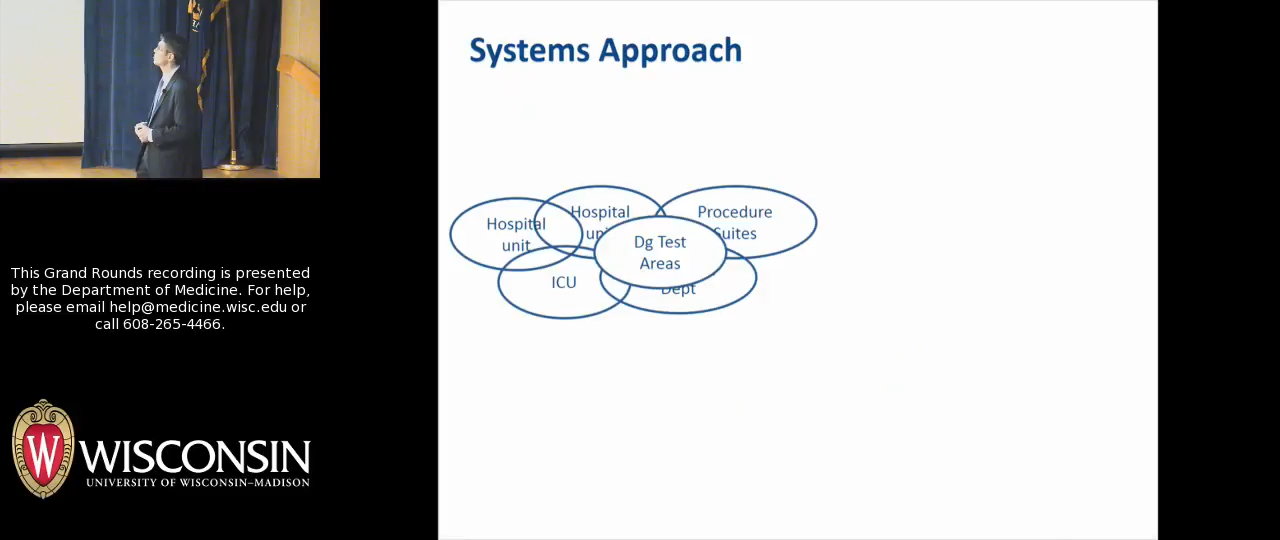 Systems Approach
Hospital
unit
Hospital
Procedure
Suites
Dg Test
Areas
ICU
Dept
This Grand Rounds recording is presented
by the Department of Medicine. For help,
please email help@medicine.wisc.edu or
call 608-265-4466.
W
WISCONSIN
UNIVERSITY OF WISCONSIN–MADISON